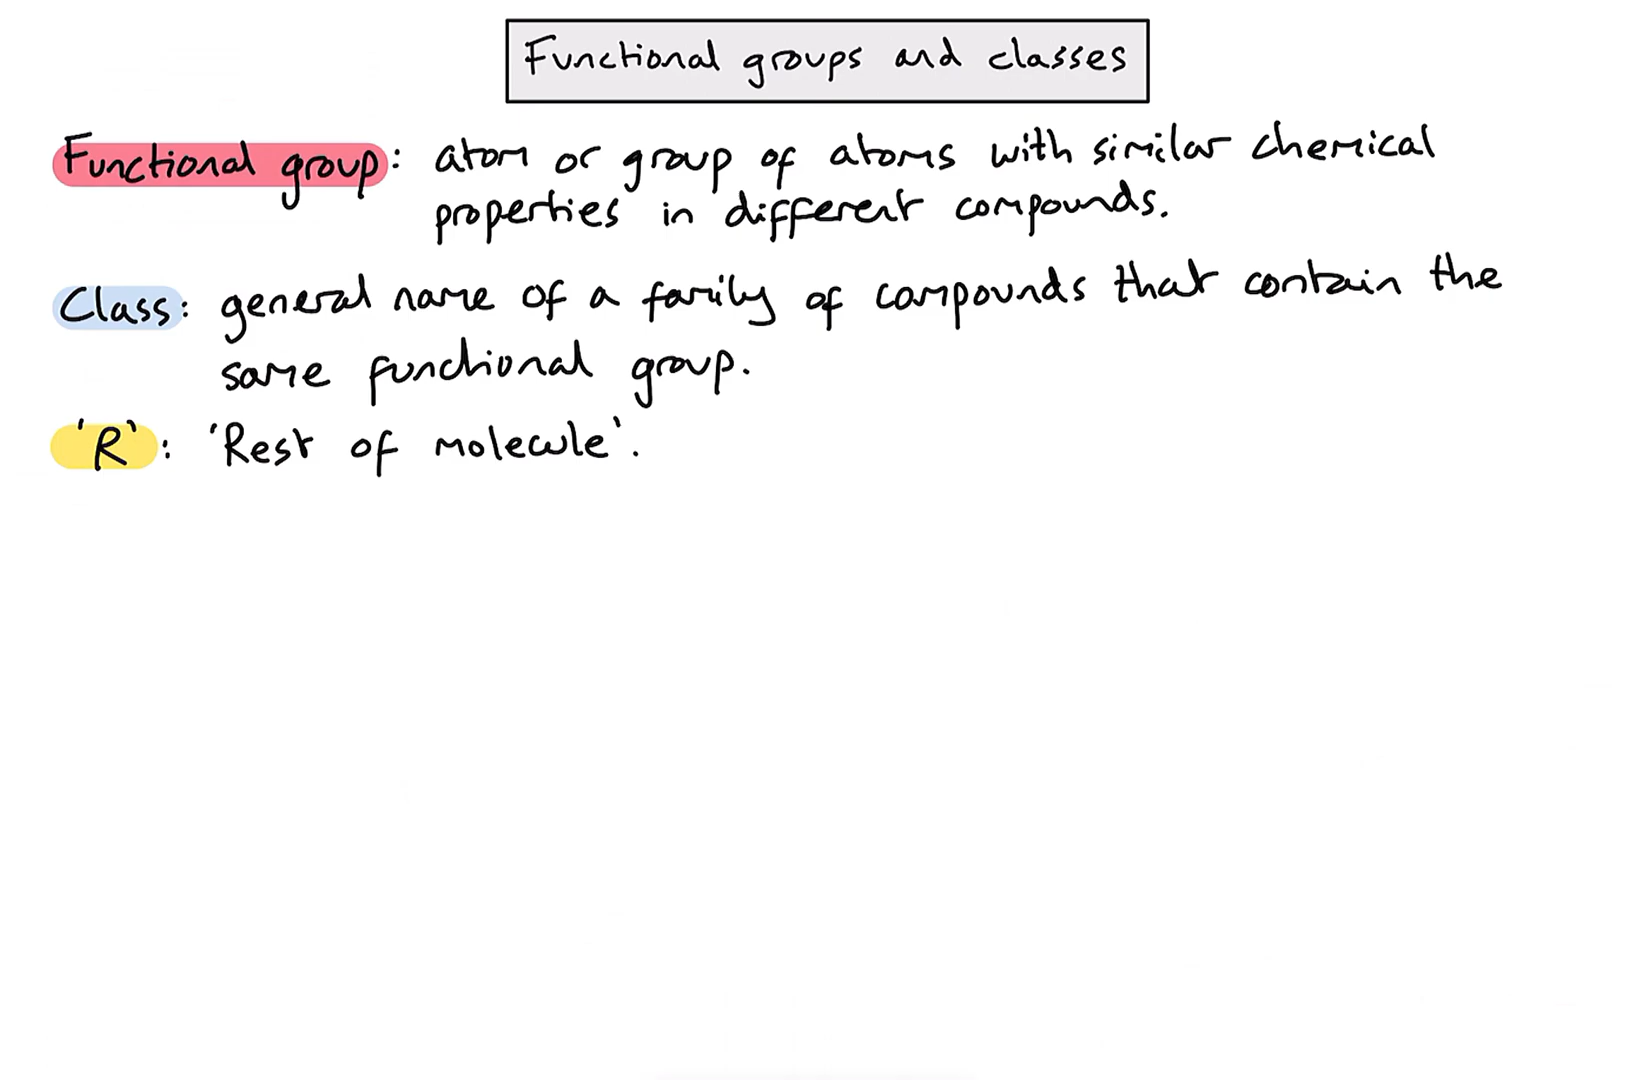 Functional groups and classes
Functional group: atom or group of atoms with similar chemical
properties in different compounds.
Class: general name of a family of compounds that contain the
same functional group.
'R': 'Rest of molecule'.